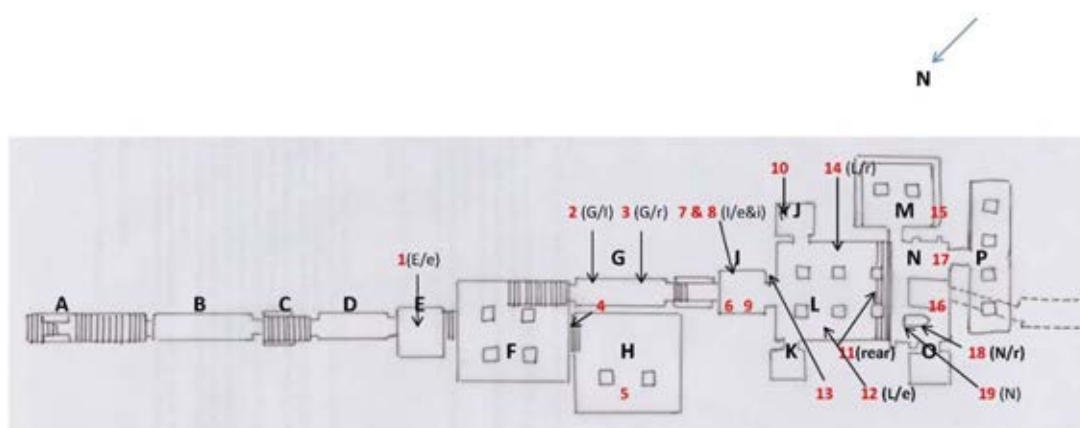 N
10 14 (L/r)
2 (G/l) 3 (G/r) 7 & 8 (I/e&i) J M 15
1(E/e) G I N 17 P
A B C D E 4 6 9 L 16
F H K 11(rear) O 18 (N/r)
5 13 12 (L/e) 19 (N)